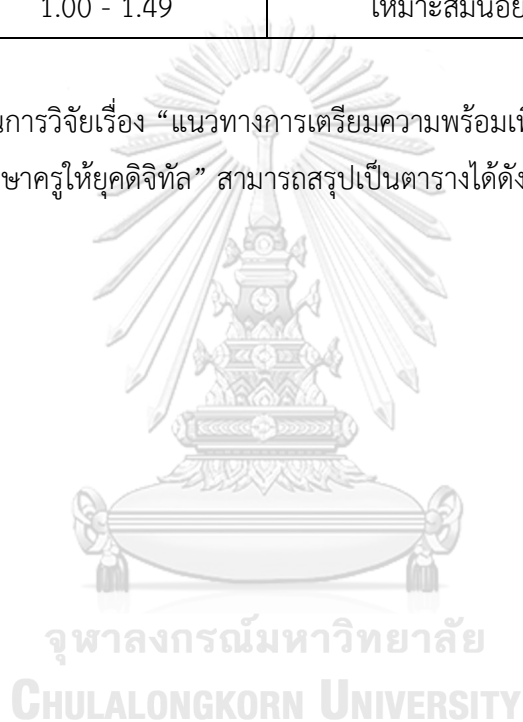 1.00 - 1.49 เหมาะสมน้อย
นการวิจัยเรื่อง “แนวทางการเตรียมความพร้อมเ
ษาครูให้ยุคดิจิทัล” สามารถสรุปเป็นตารางได้ดัง
จุฬาลงกรณ์มหาวิทยาลัย
CHULALONGKORN UNIVERSITY